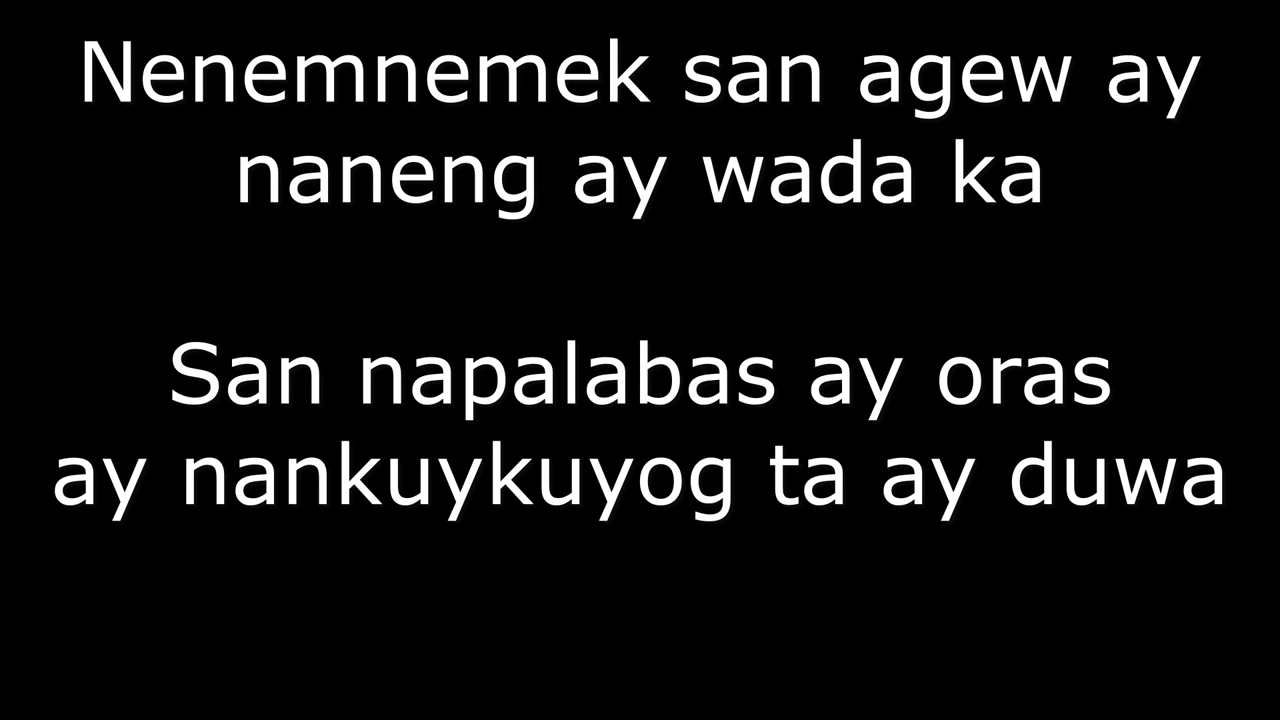 Nenemnemek san agew ay
naneng ay wada ka
San napalabas ay oras
ay nankuykuyog ta ay duwa